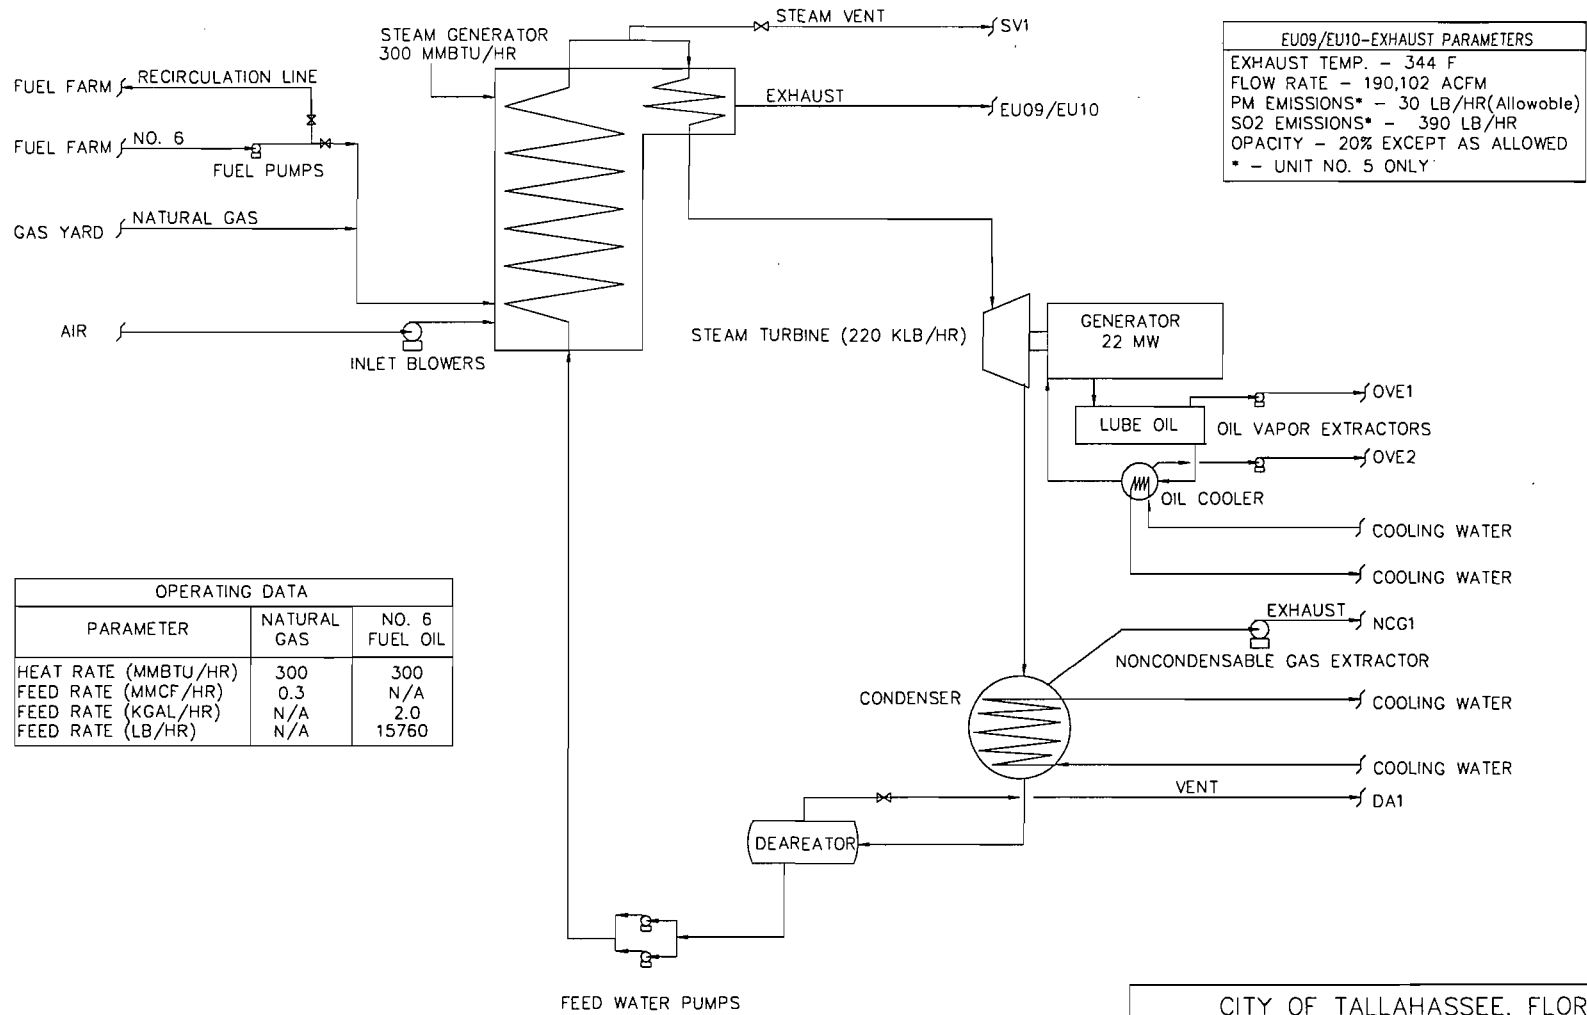 STEAM VENT
SV1
STEAM GENERATOR
300 MMBTU/HR
EU09/EU10-EXHAUST PARAMETERS
EXHAUST TEMP. - 344 F
FLOW RATE - 190,102 ACFM
PM EMISSIONS* - 30 LB/HR(Allowoble)
SO2 EMISSIONS* - 390 LB/HR
OPACITY - 20% EXCEPT AS ALLOWED
* - UNIT NO. 5 ONLY
FUEL FARM
RECIRCULATION LINE
EXHAUST
EU09/EU10
FUEL FARM
NO. 6
FUEL PUMPS
GAS YARD
NATURAL GAS
AIR
INLET BLOWERS
STEAM TURBINE (220 KLB/HR)
GENERATOR
22 MW
OVE1
LUBE OIL
OIL VAPOR EXTRACTORS
OVE2
OIL COOLER
COOLING WATER
COOLING WATER
OPERATING DATA
PARAMETER
NATURAL GAS
NO. 6 FUEL OIL
HEAT RATE (MMBTU/HR) 300 300
FEED RATE (MMCF/HR) 0.3 N/A
FEED RATE (KGAL/HR) N/A 2.0
FEED RATE (LB/HR) N/A 15760
EXHAUST
NCG1
NONCONDENSABLE GAS EXTRACTOR
CONDENSER
COOLING WATER
COOLING WATER
VENT
DA1
DEAREATOR
FEED WATER PUMPS
CITY OF TALLAHASSEE, FLOR